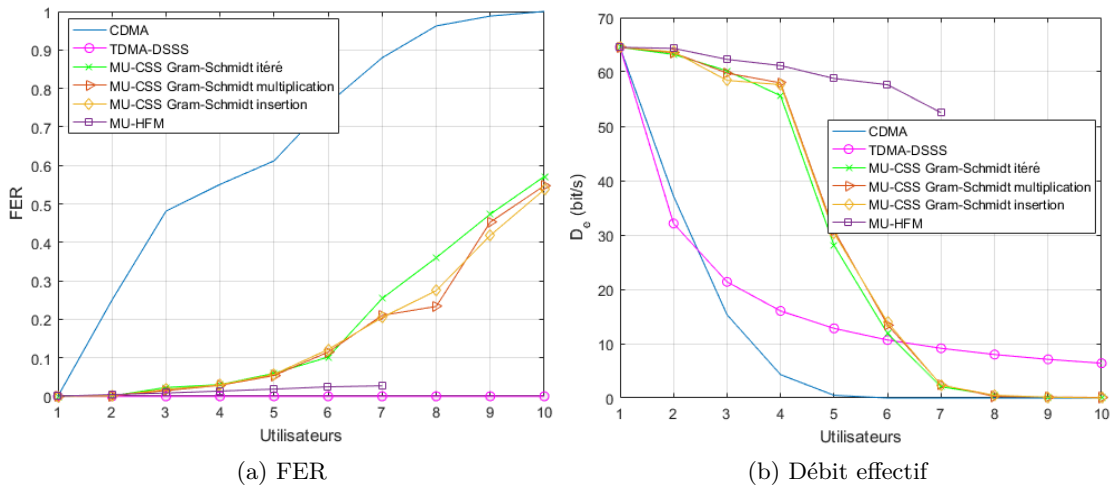 1
0.9
0.8
0.7
0.6
0.5
0.4
0.3
0.2
0.1
0
FER
CDMA
TDMA-DSSS
MU-CSS Gram-Schmidt itéré
MU-CSS Gram-Schmidt multiplication
MU-CSS Gram-Schmidt insertion
MU-HFM
1 2 3 4 5 6 7 8 9 10
Utilisateurs
(a) FER
70
60
50
40
30
20
10
0
D_e (bit/s)
CDMA
TDMA-DSSS
MU-CSS Gram-Schmidt itéré
MU-CSS Gram-Schmidt multiplication
MU-CSS Gram-Schmidt insertion
MU-HFM
1 2 3 4 5 6 7 8 9 10
Utilisateurs
(b) Débit effectif